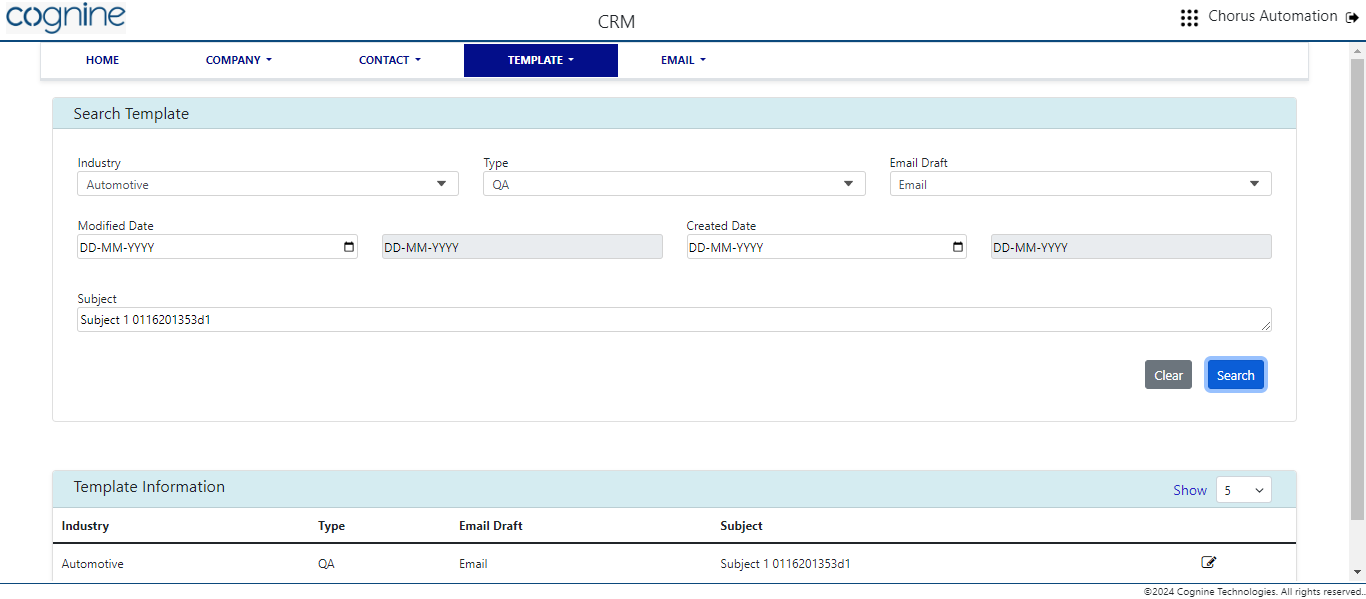 cognine
CRM
Chorus Automation
HOME COMPANY CONTACT TEMPLATE EMAIL
Search Template
Industry Type Email Draft
Automotive QA Email
Modified Date Created Date
DD-MM-YYYY DD-MM-YYYY DD-MM-YYYY DD-MM-YYYY
Subject
Subject 1 0116201353d1
Clear Search
Template Information Show 5
Industry Type Email Draft Subject
Automotive QA Email Subject 1 0116201353d1
©2024 Cognine Technologies. All rights reserved.